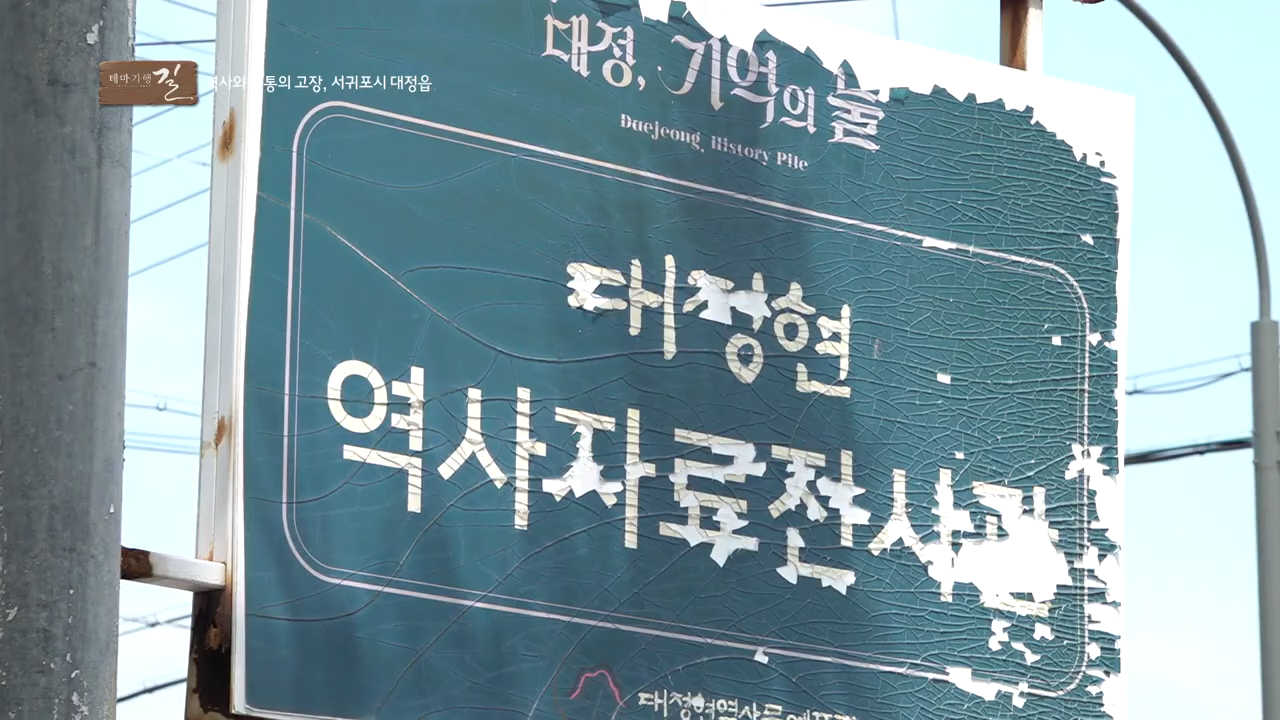 테마기행 길
역사와 전통의 고장, 서귀포시 대정읍
대정, 기억의 눌
Daejeong, History Pile
대정현
역사자료전시관